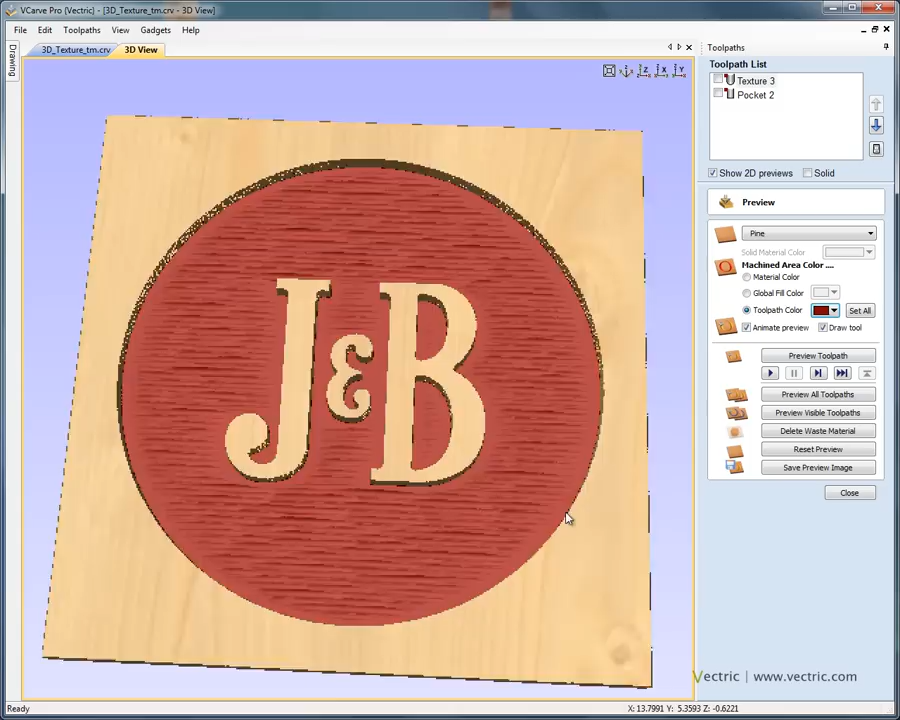 VCarve Pro {Vectric} - [3D_Texture_tm.crv - 3D View]
File Edit Toolpaths View Gadgets Help
Drawing
3D_Texture_tm.crv 3D View
Z X Y
J&B
Toolpaths
Toolpath List
Texture 3
Pocket 2
Show 2D previews Solid
Preview
Pine
Solid Material Color
Machined Area Color ....
Material Color
Global Fill Color
Toolpath Color Set All
Animate preview Draw tool
Preview Toolpath
Preview All Toolpaths
Preview Visible Toolpaths
Delete Waste Material
Reset Preview
Save Preview Image
Close
Vectric | www.vectric.com
Ready X: 13.7991 Y: 5.3593 Z: -0.6221